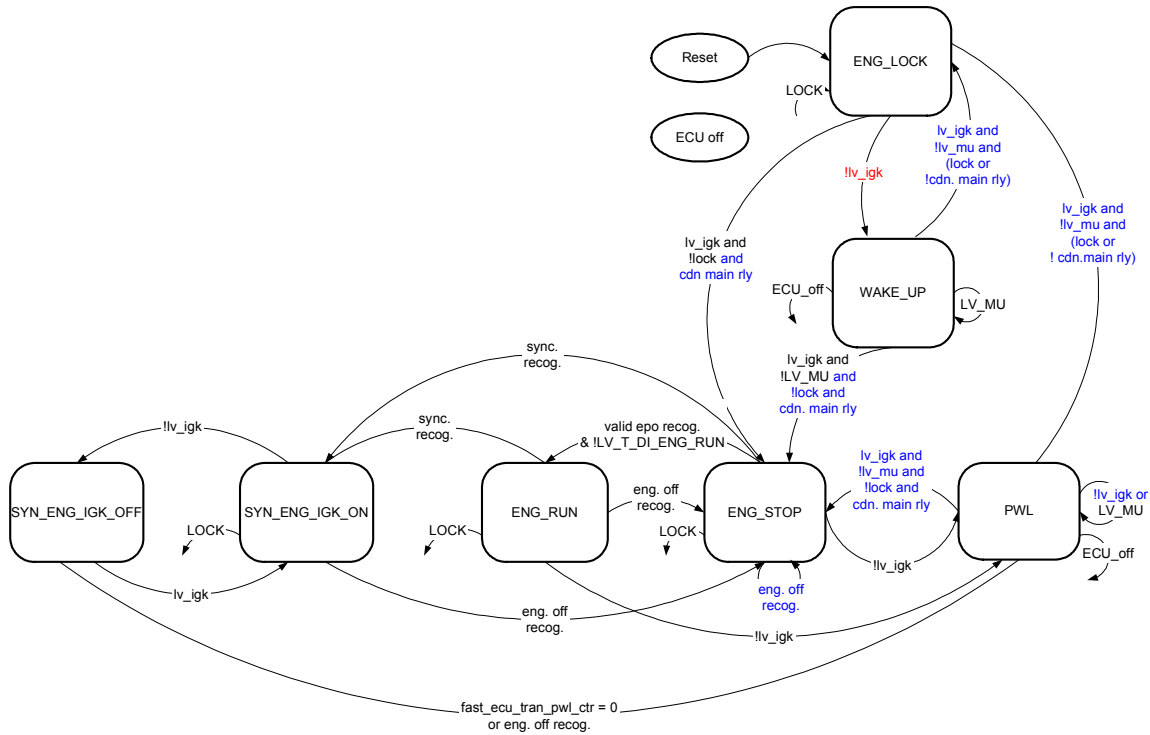 Reset
ENG_LOCK
LOCK
ECU off
lv_igk and
!lv_mu and
(lock or
!cdn. main rly)
!lv_igk
lv_igk and
!lv_mu and
(lock or
! cdn.main rly)
lv_igk and
!lock and
cdn main rly
ECU_off
WAKE_UP
LV_MU
sync.
recog.
lv_igk and
!LV_MU and
!lock and
cdn. main rly
!lv_igk
sync.
recog.
valid epo recog.
& !LV_T_DI_ENG_RUN
lv_igk and
!lv_mu and
!lock and
cdn. main rly
SYN_ENG_IGK_OFF
SYN_ENG_IGK_ON
ENG_RUN
eng. off
recog.
ENG_STOP
PWL
!lv_igk or
LV_MU
LOCK
LOCK
LOCK
ECU_off
!lv_igk
lv_igk
eng. off
recog.
eng. off
recog.
!lv_igk
fast_ecu_tran_pwl_ctr = 0
or eng. off recog.